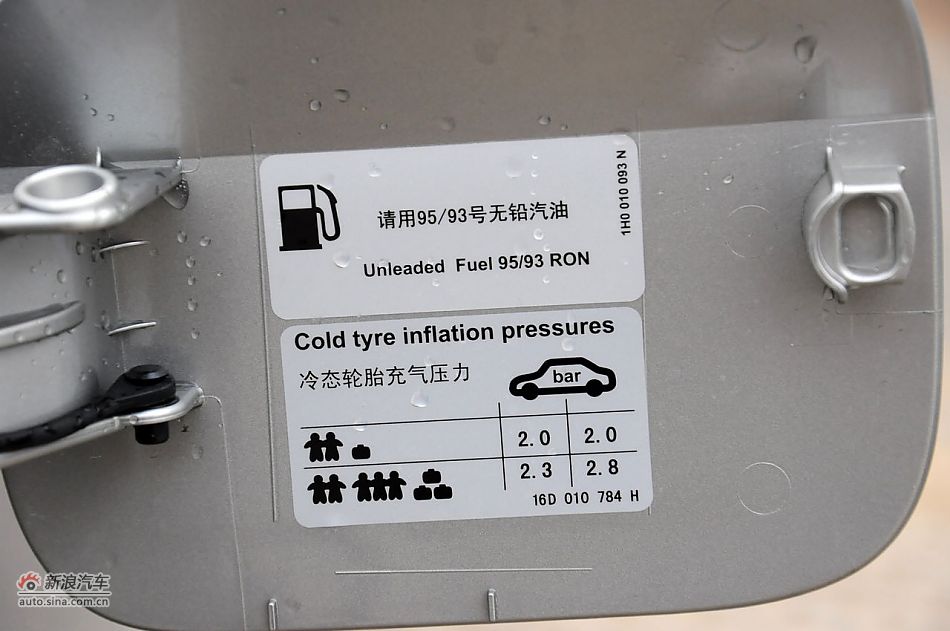 请用95/93号无铅汽油
Unleaded Fuel 95/93 RON
1H0 010 093 N
Cold tyre inflation pressures
冷态轮胎充气压力
bar
2.0 2.0
2.3 2.8
16D 010 784 H
新浪汽车
auto.sina.com.cn